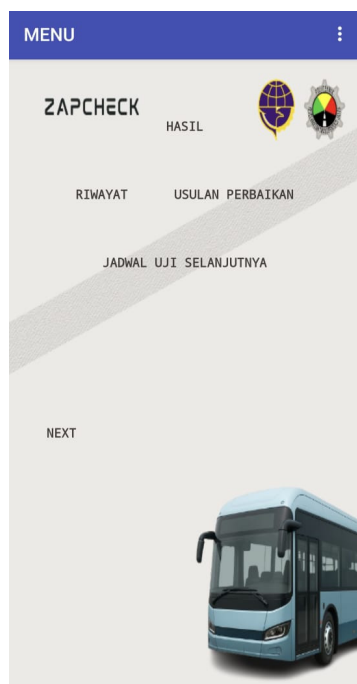 MENU
ZAPCHECK
HASIL
RIWAYAT
USULAN PERBAIKAN
JADWAL UJI SELANJUTNYA
NEXT